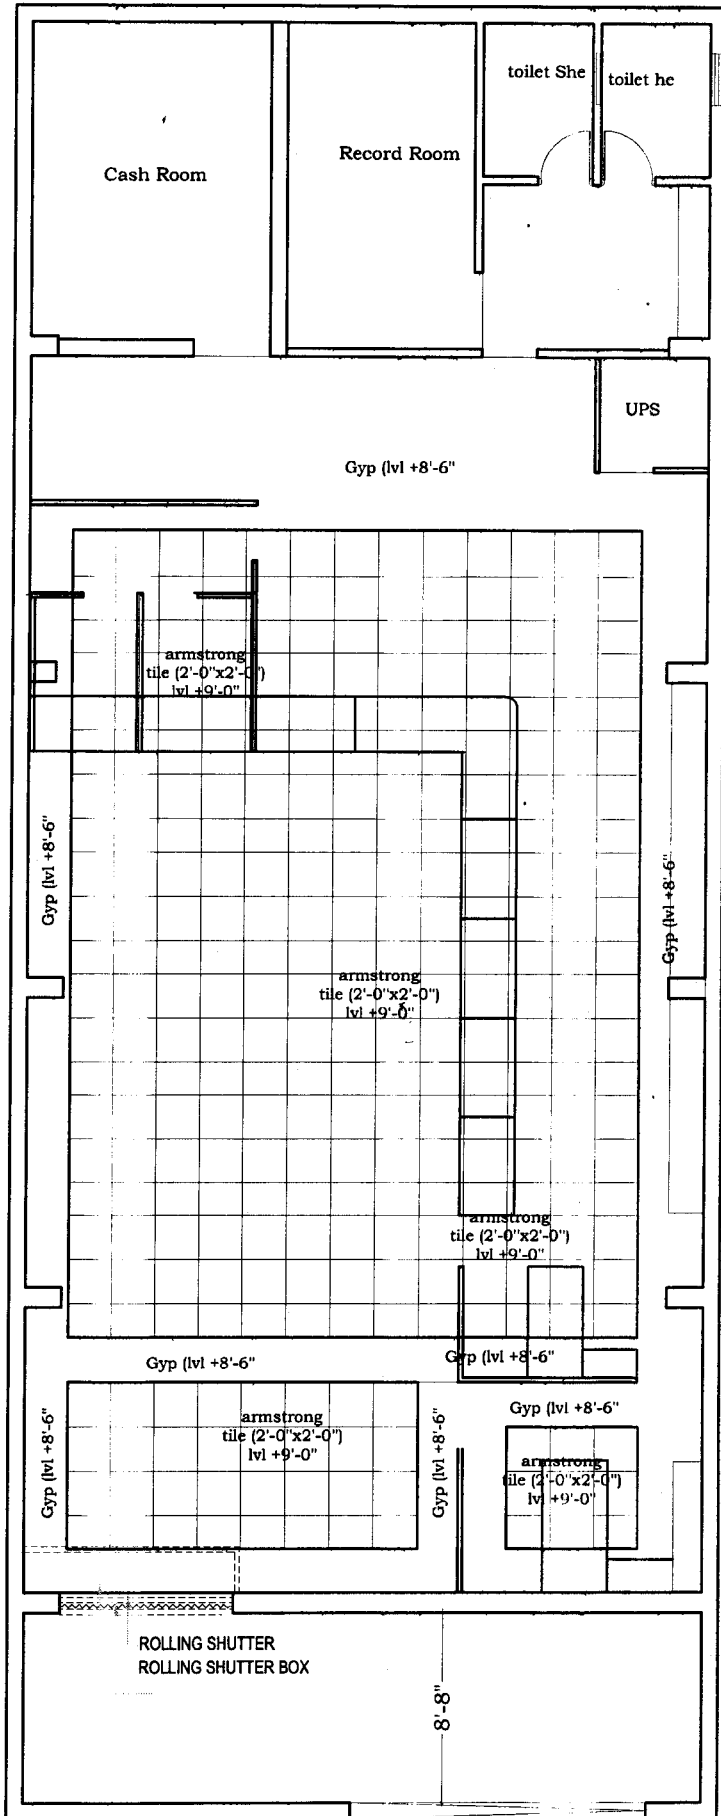 toilet She
toilet he
Cash Room
Record Room
UPS
Gyp (lvl +8'-6"
armstrong
tile (2'-0"x2'-0")
lvl +9'-0"
Gyp (lvl +8'-6"
Gyp (lvl +8'-6"
armstrong
tile (2'-0"x2'-0")
lvl +9'-0"
armstrong
tile (2'-0"x2'-0")
lvl +9'-0"
Gyp (lvl +8'-6"
Gyp (lvl +8'-6"
Gyp (lvl +8'-6"
armstrong
tile (2'-0"x2'-0")
lvl +9'-0"
Gyp (lvl +8'-6"
Gyp (lvl +8'-6"
armstrong
tile (2'-0"x2'-0")
lvl +9'-0"
ROLLING SHUTTER
ROLLING SHUTTER BOX
8'-8"